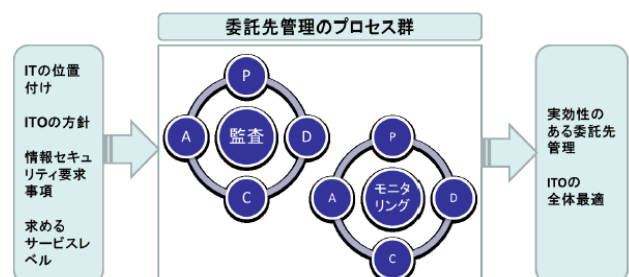 委託先管理のプロセス群
ITの位置
付け
ITOの方針
情報セキュ
リティ要求
事項
求める
サービスレ
ベル
P
A
監査
D
C
P
A
モニタ
リング
D
C
実効性の
ある委託先
管理
ITOの
全体最適